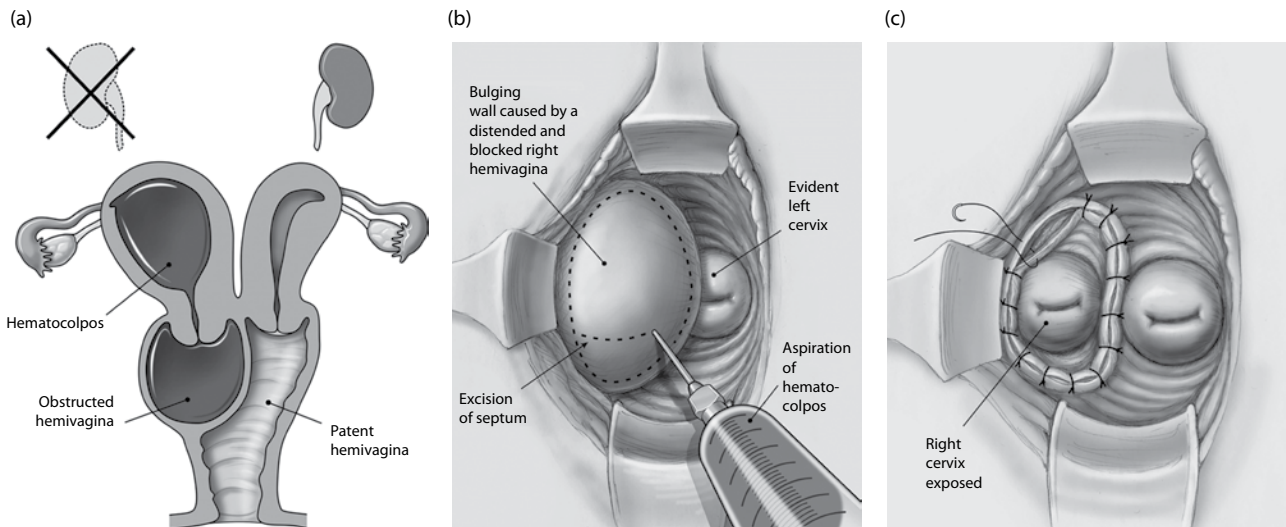 (a)
Hematocolpos
Obstructed
hemivagina
Patent
hemivagina
(b)
Bulging
wall caused by a
distended and
blocked right
hemivagina
Evident
left
cervix
Excision
of septum
Aspiration
of
hemato-
colpos
(c)
Right
cervix
exposed